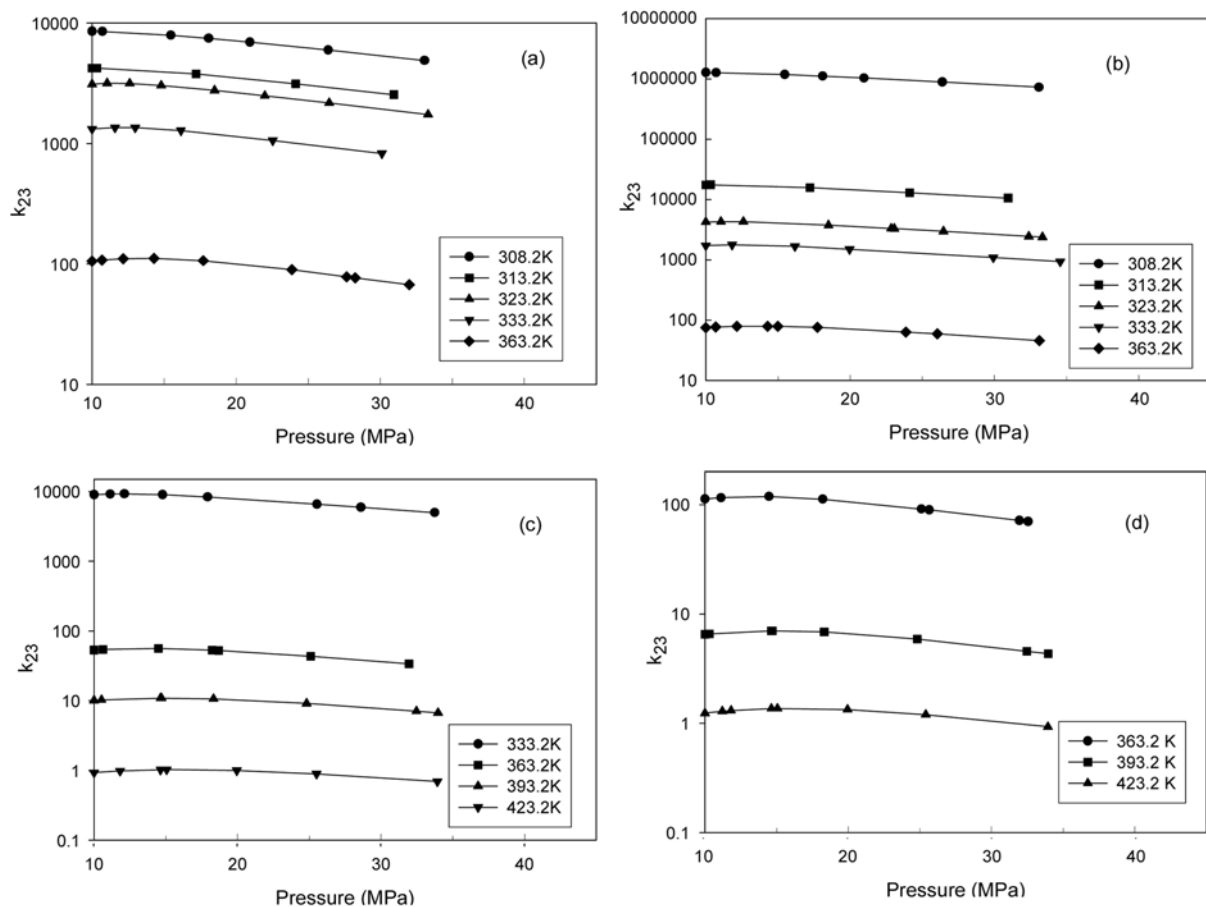 10000
1000
100
10
k23
(a)
308.2K
313.2K
323.2K
333.2K
363.2K
10
20
30
40
Pressure (MPa)
10000000
1000000
100000
10000
1000
100
10
k23
(b)
308.2K
313.2K
323.2K
333.2K
363.2K
10
20
30
40
Pressure (MPa)
10000
1000
100
10
1
0.1
k23
(c)
333.2K
363.2K
393.2K
423.2K
10
20
30
40
Pressure (MPa)
100
10
1
0.1
k23
(d)
363.2 K
393.2 K
423.2 K
10
20
30
40
Pressure (MPa)